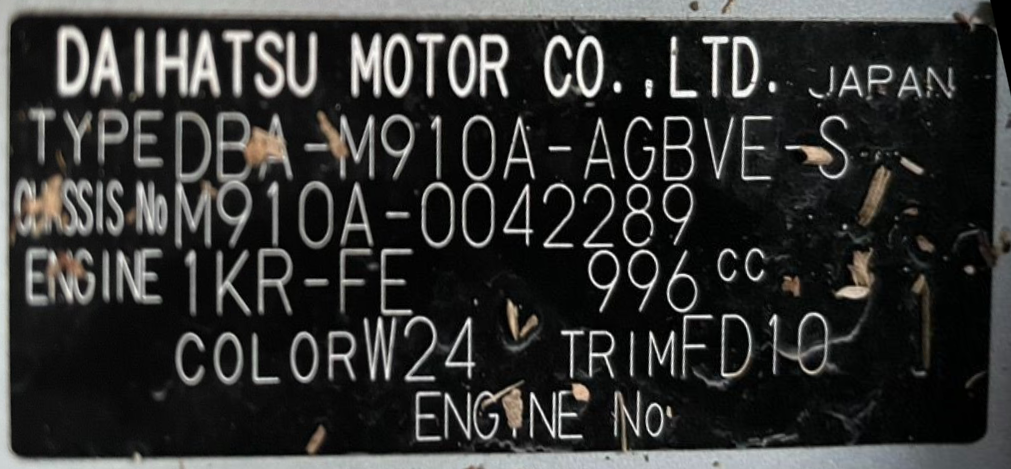 DAIHATSU MOTOR CO.,LTD. JAPAN
TYPE DBA-M910A-AGBVE-S
CHASSIS No M910A-0042289
ENGINE 1KR-FE 996 cc
COLOR W24 TRIM FD10
ENGINE No